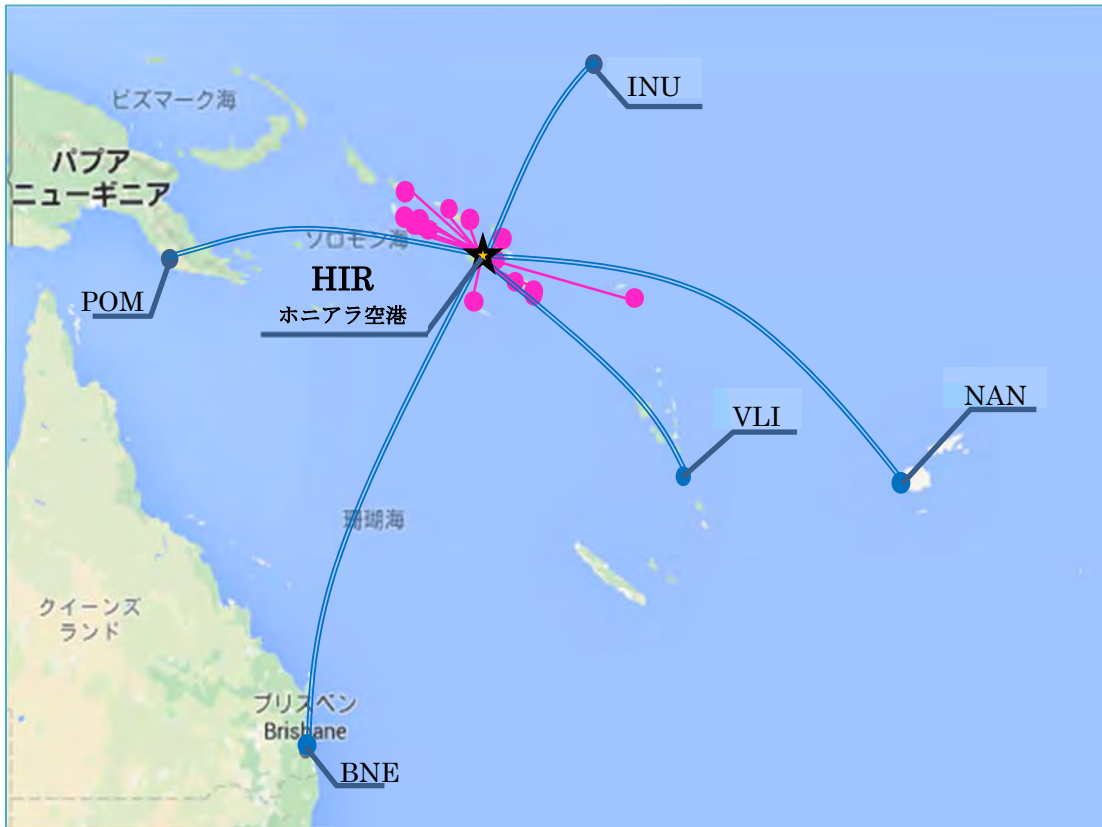 INU
ビズマーク海
パプア
ニューギニア
ソロモン海
HIR
ホニアラ空港
POM
NAN
VLI
珊瑚海
クイーンズ
ランド
ブリスベン
Brisbane
BNE